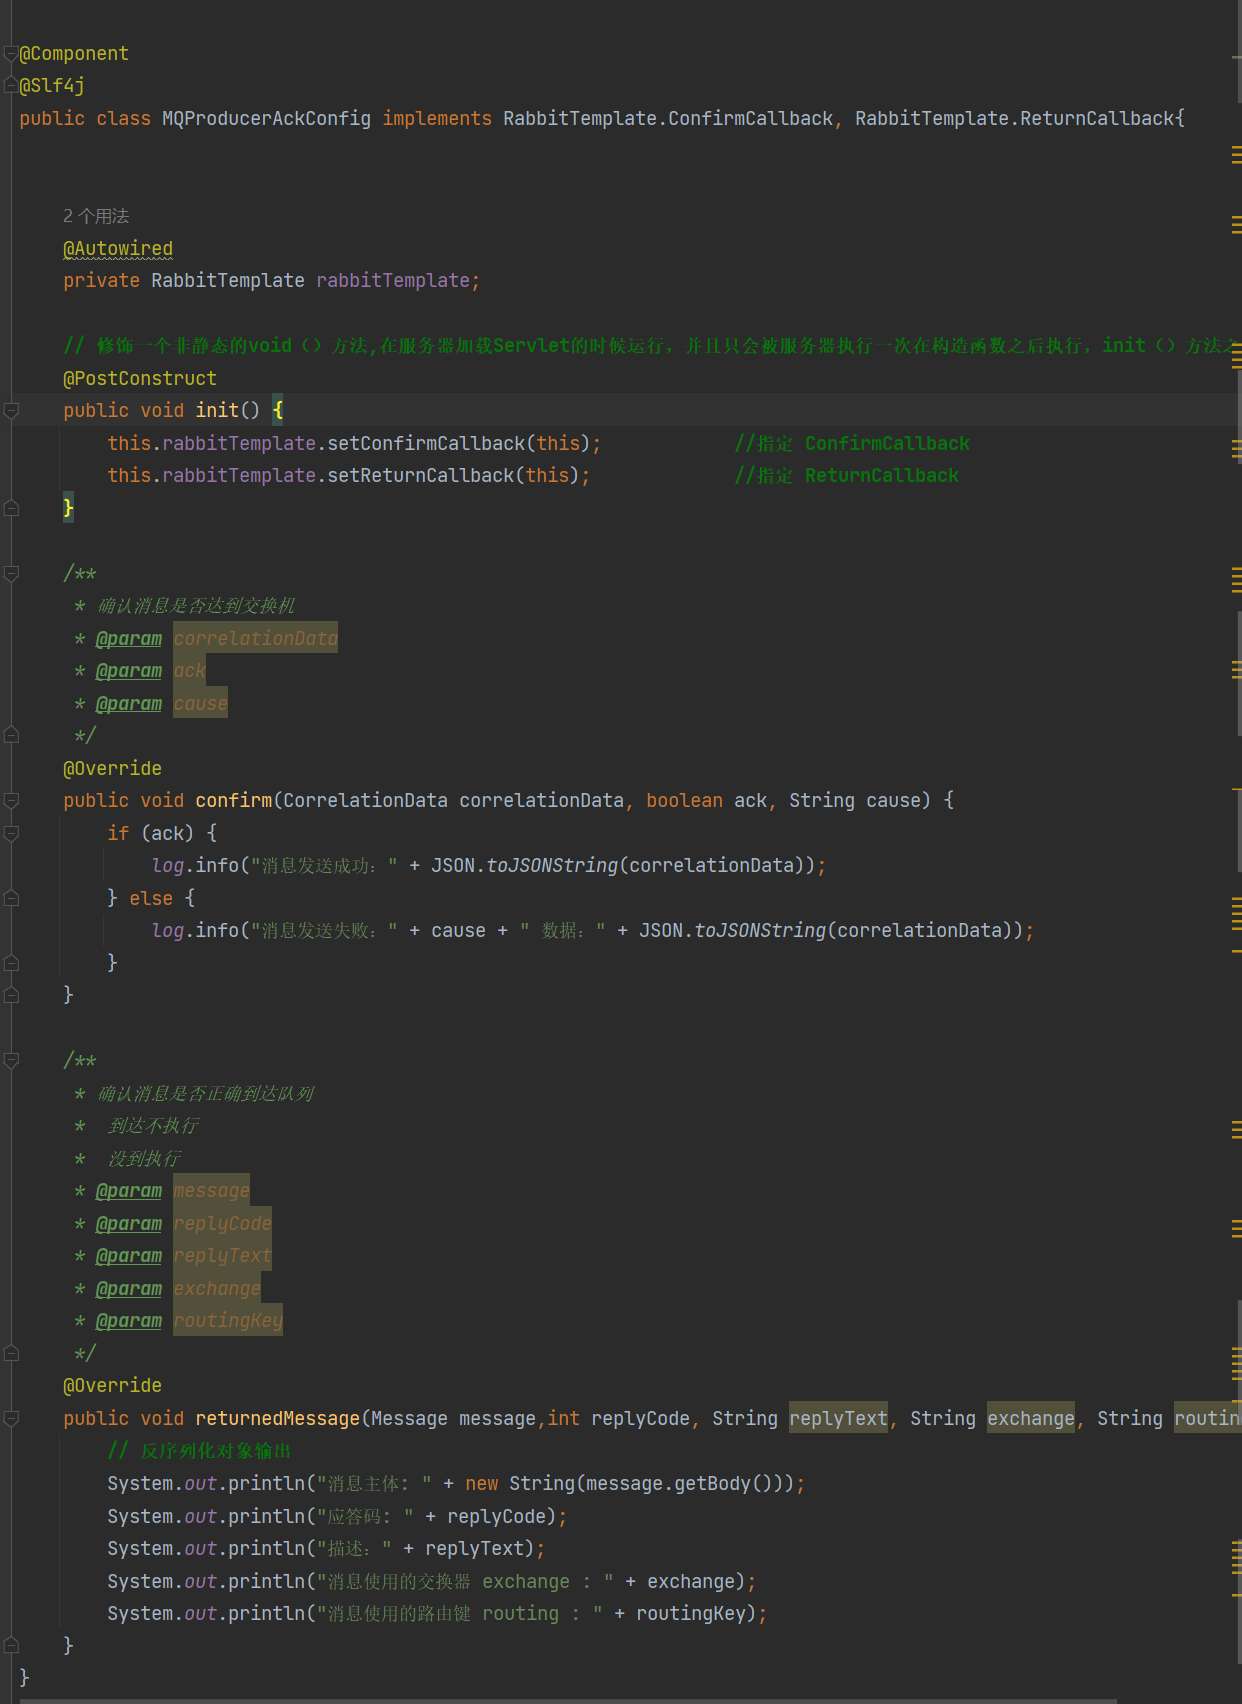 @Component
@Slf4j
public class MQProducerAckConfig implements RabbitTemplate.ConfirmCallback, RabbitTemplate.ReturnCallback{
2 个用法
@Autowired
private RabbitTemplate rabbitTemplate;
// 修饰一个非静态的void（）方法,在服务器加载Servlet的时候运行，并且只会被服务器执行一次在构造函数之后执行，init（）方法之
@PostConstruct
public void init() {
this.rabbitTemplate.setConfirmCallback(this); //指定 ConfirmCallback
this.rabbitTemplate.setReturnCallback(this); //指定 ReturnCallback
}
/**
* 确认消息是否达到交换机
* @param correlationData
* @param ack
* @param cause
*/
@Override
public void confirm(CorrelationData correlationData, boolean ack, String cause) {
if (ack) {
log.info("消息发送成功：" + JSON.toJSONString(correlationData));
} else {
log.info("消息发送失败：" + cause + " 数据：" + JSON.toJSONString(correlationData));
}
}
/**
* 确认消息是否正确到达队列
* 到达不执行
* 没到执行
* @param message
* @param replyCode
* @param replyText
* @param exchange
* @param routingKey
*/
@Override
public void returnedMessage(Message message,int replyCode, String replyText, String exchange, String routin
// 反序列化对象输出
System.out.println("消息主体: " + new String(message.getBody()));
System.out.println("应答码: " + replyCode);
System.out.println("描述：" + replyText);
System.out.println("消息使用的交换器 exchange : " + exchange);
System.out.println("消息使用的路由键 routing : " + routingKey);
}
}